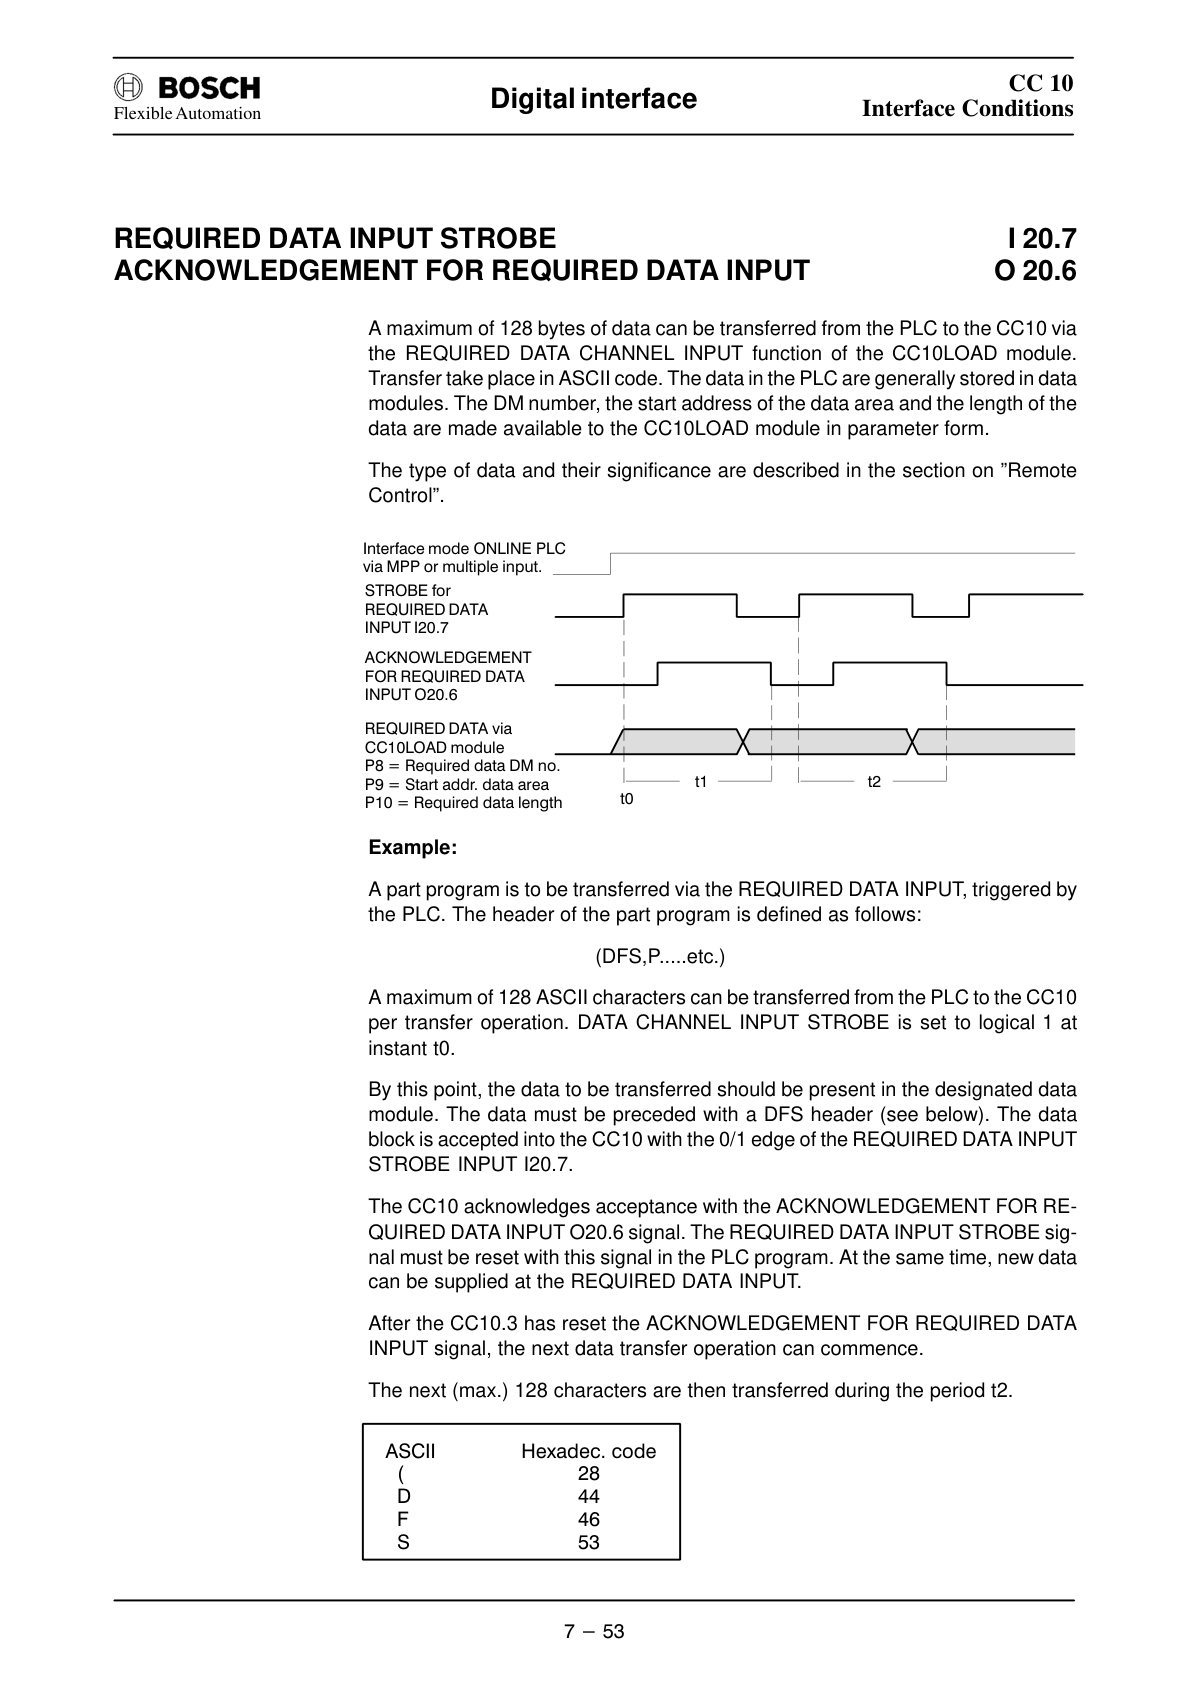 BOSCH
Flexible Automation
Digital interface
CC 10
Interface Conditions
REQUIRED DATA INPUT STROBE I 20.7
ACKNOWLEDGEMENT FOR REQUIRED DATA INPUT O 20.6
A maximum of 128 bytes of data can be transferred from the PLC to the CC10 via
the REQUIRED DATA CHANNEL INPUT function of the CC10LOAD module.
Transfer take place in ASCII code. The data in the PLC are generally stored in data
modules. The DM number, the start address of the data area and the length of the
data are made available to the CC10LOAD module in parameter form.
The type of data and their significance are described in the section on ”Remote
Control”.
Interface mode ONLINE PLC
via MPP or multiple input.
STROBE for
REQUIRED DATA
INPUT I20.7
ACKNOWLEDGEMENT
FOR REQUIRED DATA
INPUT O20.6
REQUIRED DATA via
CC10LOAD module
P8 = Required data DM no.
P9 = Start addr. data area
P10 = Required data length
t1
t2
t0
Example:
A part program is to be transferred via the REQUIRED DATA INPUT, triggered by
the PLC. The header of the part program is defined as follows:
(DFS,P.....etc.)
A maximum of 128 ASCII characters can be transferred from the PLC to the CC10
per transfer operation. DATA CHANNEL INPUT STROBE is set to logical 1 at
instant t0.
By this point, the data to be transferred should be present in the designated data
module. The data must be preceded with a DFS header (see below). The data
block is accepted into the CC10 with the 0/1 edge of the REQUIRED DATA INPUT
STROBE INPUT I20.7.
The CC10 acknowledges acceptance with the ACKNOWLEDGEMENT FOR RE-
QUIRED DATA INPUT O20.6 signal. The REQUIRED DATA INPUT STROBE sig-
nal must be reset with this signal in the PLC program. At the same time, new data
can be supplied at the REQUIRED DATA INPUT.
After the CC10.3 has reset the ACKNOWLEDGEMENT FOR REQUIRED DATA
INPUT signal, the next data transfer operation can commence.
The next (max.) 128 characters are then transferred during the period t2.
ASCII Hexadec. code
( 28
D 44
F 46
S 53
7 – 53